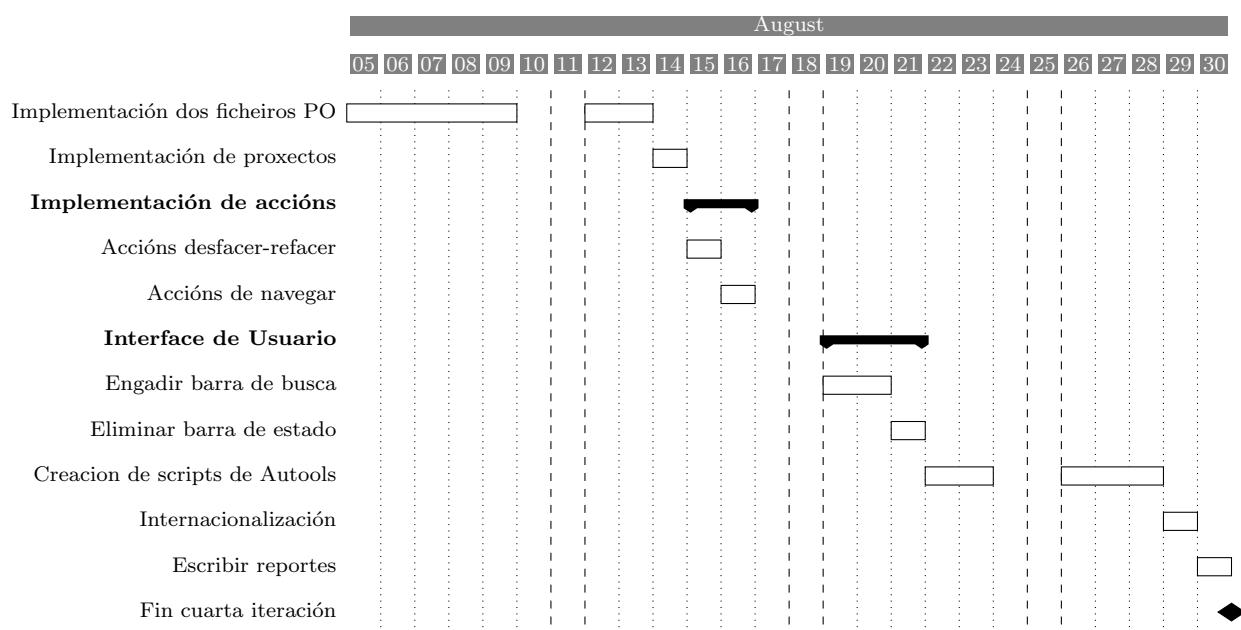 August
05 06 07 08 09 10 11 12 13 14 15 16 17 18 19 20 21 22 23 24 25 26 27 28 29 30
Implementación dos ficheiros PO
Implementación de proxectos
Implementación de accións
Accións desfacer-refacer
Accións de navegar
Interface de Usuario
Engadir barra de busca
Eliminar barra de estado
Creacion de scripts de Autools
Internacionalización
Escribir reportes
Fin cuarta iteración